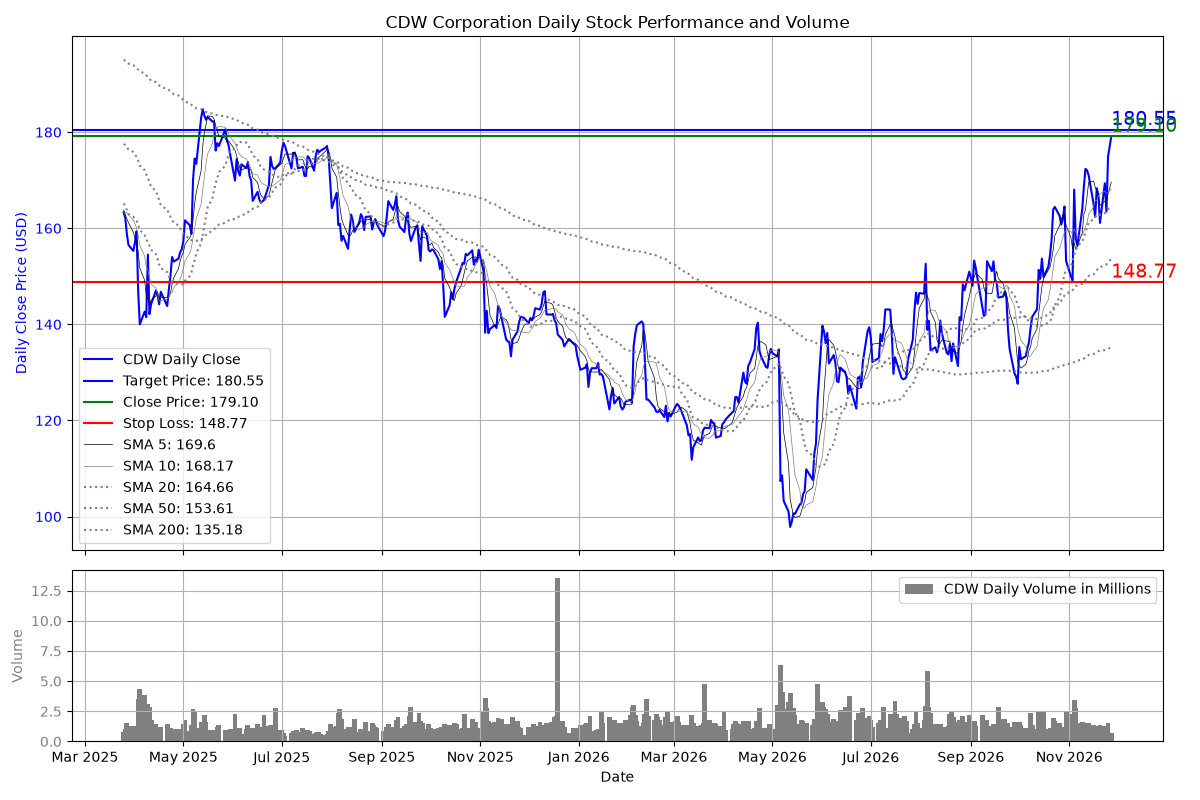 CDW Corporation Daily Stock Performance and Volume
Daily Close Price (USD)
180
160
140
120
100
180.55
179.10
148.77
CDW Daily Close
Target Price: 180.55
Close Price: 179.10
Stop Loss: 148.77
SMA 5: 169.6
SMA 10: 168.17
SMA 20: 164.66
SMA 50: 153.61
SMA 200: 135.18
Volume
12.5
10.0
7.5
5.0
2.5
0.0
CDW Daily Volume in Millions
Mar 2025 May 2025 Jul 2025 Sep 2025 Nov 2025 Jan 2026 Mar 2026 May 2026 Jul 2026 Sep 2026 Nov 2026
Date